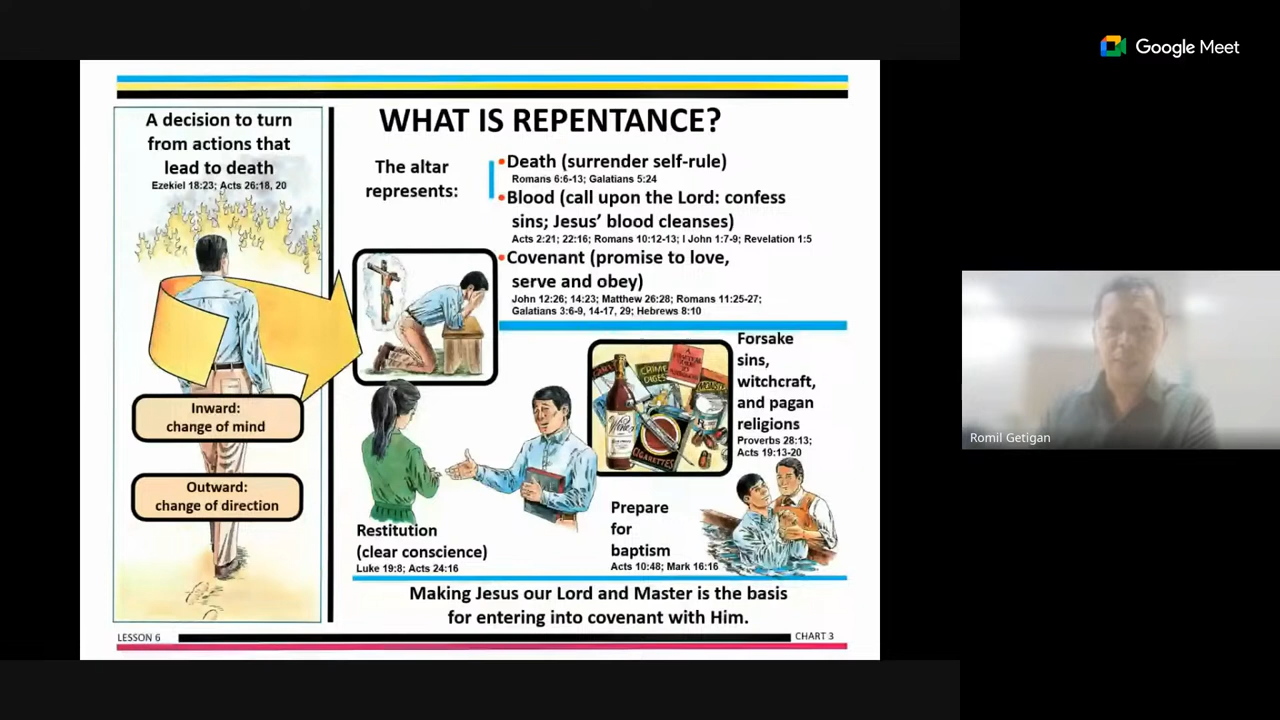 Google Meet
A decision to turn
from actions that
lead to death
Ezekiel 18:23; Acts 26:18, 20
Inward:
change of mind
Outward:
change of direction
WHAT IS REPENTANCE?
The altar
represents:
•Death (surrender self-rule)
Romans 6:6-13; Galatians 5:24
•Blood (call upon the Lord: confess
sins; Jesus' blood cleanses)
Acts 2:21; 22:16; Romans 10:12-13; I John 1:7-9; Revelation 1:5
•Covenant (promise to love,
serve and obey)
John 12:26; 14:23; Matthew 26:28; Romans 11:25-27;
Galatians 3:6-9, 14-17, 29; Hebrews 8:10
Forsake
sins,
witchcraft,
and pagan
religions
Proverbs 28:13;
Acts 19:13-20
CRIME
Wine
CIGARETTES
Restitution
(clear conscience)
Luke 19:8; Acts 24:16
Prepare
for
baptism
Acts 10:48; Mark 16:16
Making Jesus our Lord and Master is the basis
for entering into covenant with Him.
LESSON 6
CHART 3
Romil Getigan